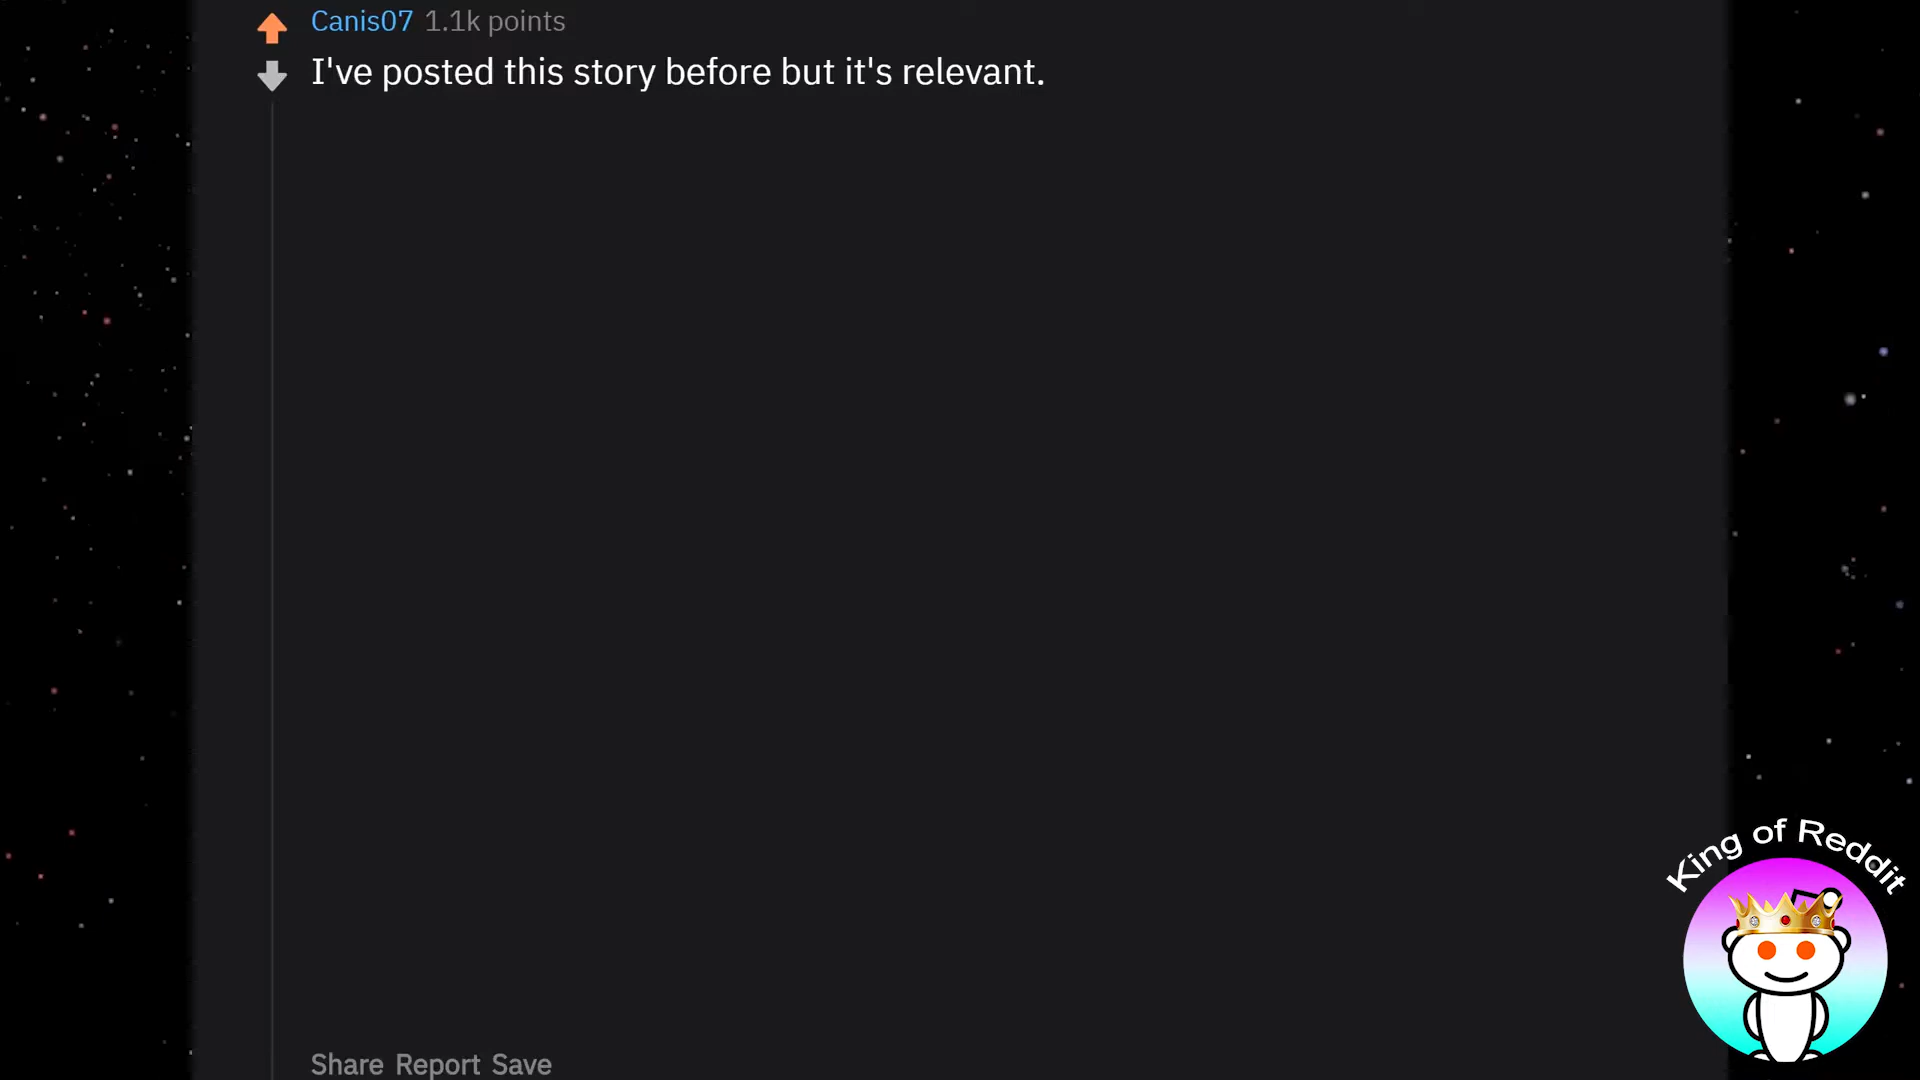 Canis07 1.1k points
I've posted this story before but it's relevant.
Share Report Save
King of Reddit